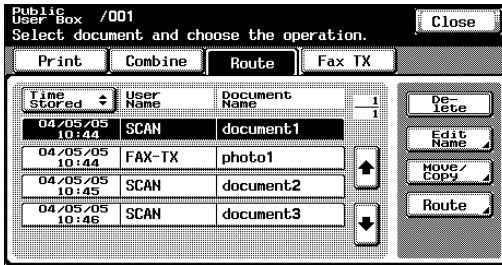 Public
User Box /001
Close
Select document and choose the operation.
Print Combine Route Fax TX
Time
Stored
User
Name
Document
Name
1
1
04/05/05
10:44
SCAN document1
04/05/05
10:44
FAX-TX photo1
04/05/05
10:45
SCAN document2
04/05/05
10:46
SCAN document3
De-
lete
Edit
Name
Move/
Copy
Route